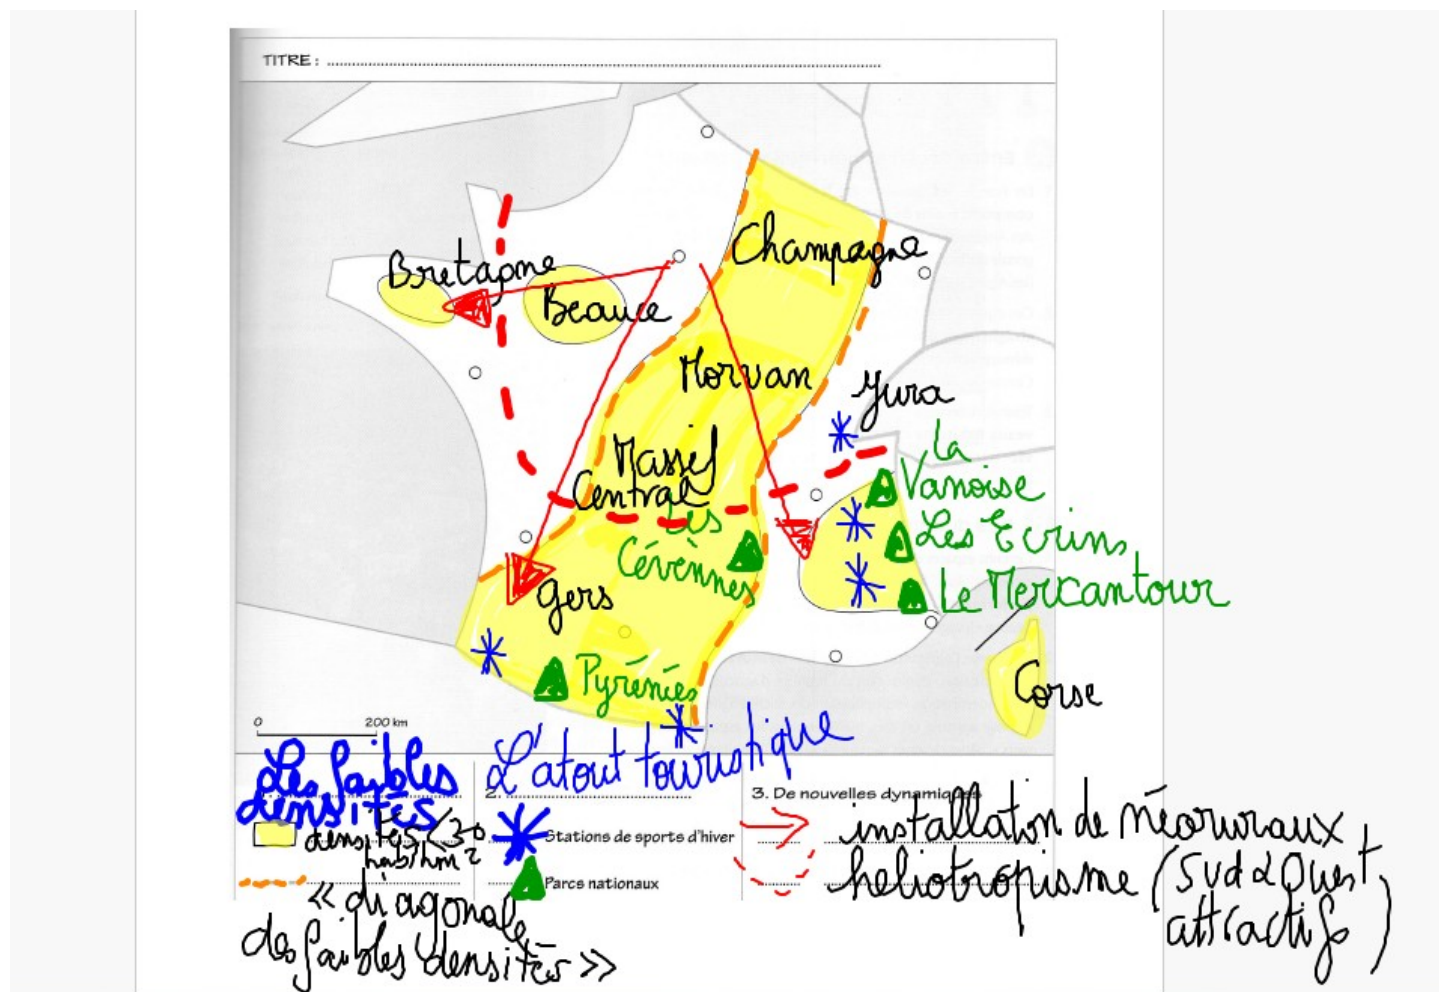 TITRE :
Champagne
Bretagne
Beauce
Morvan
Jura
Massif
Central
La
Vanoise
Les Ecrins
Les
Cévènnes
Le Mercantour
Gers
Pyrénées
Corse
0 200 km
Les faibles
densités
densités < 30
hab/km²
« diagonale
des faibles densités »
2. L'atout touristique
Stations de sports d'hiver
Parcs nationaux
3. De nouvelles dynamiques
installation de néoruraux
heliotropisme (Sud & Ouest
attractifs)